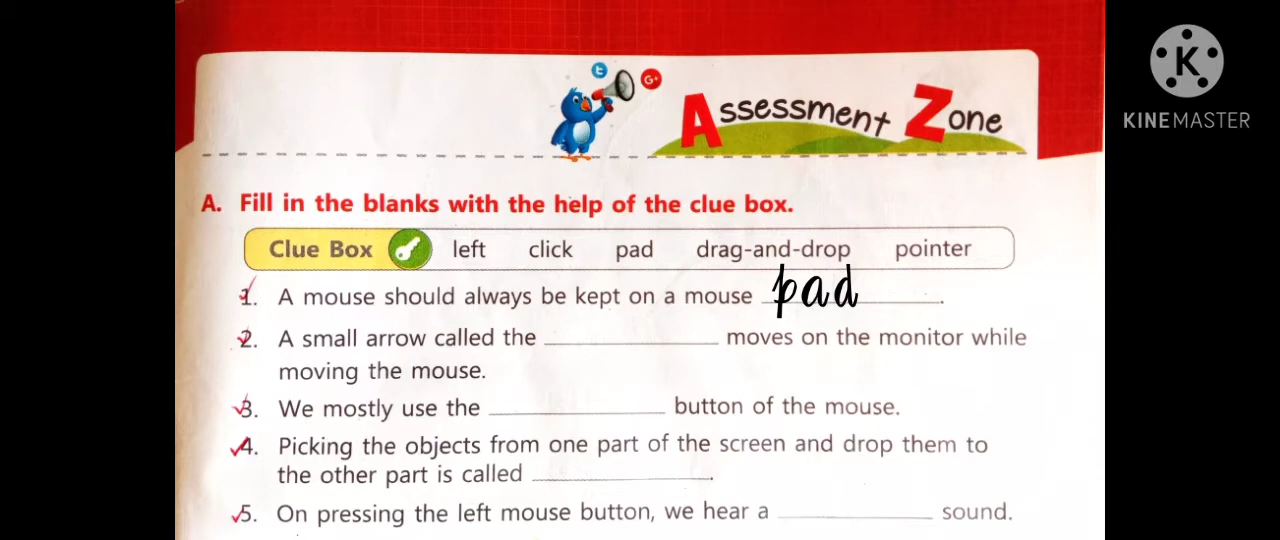 K
KINEMASTER
t
G+
Assessment Zone
A. Fill in the blanks with the help of the clue box.
Clue Box left click pad drag-and-drop pointer
1. A mouse should always be kept on a mouse pad.
2. A small arrow called the ____________ moves on the monitor while
moving the mouse.
3. We mostly use the ____________ button of the mouse.
4. Picking the objects from one part of the screen and drop them to
the other part is called ____________.
5. On pressing the left mouse button, we hear a ____________ sound.